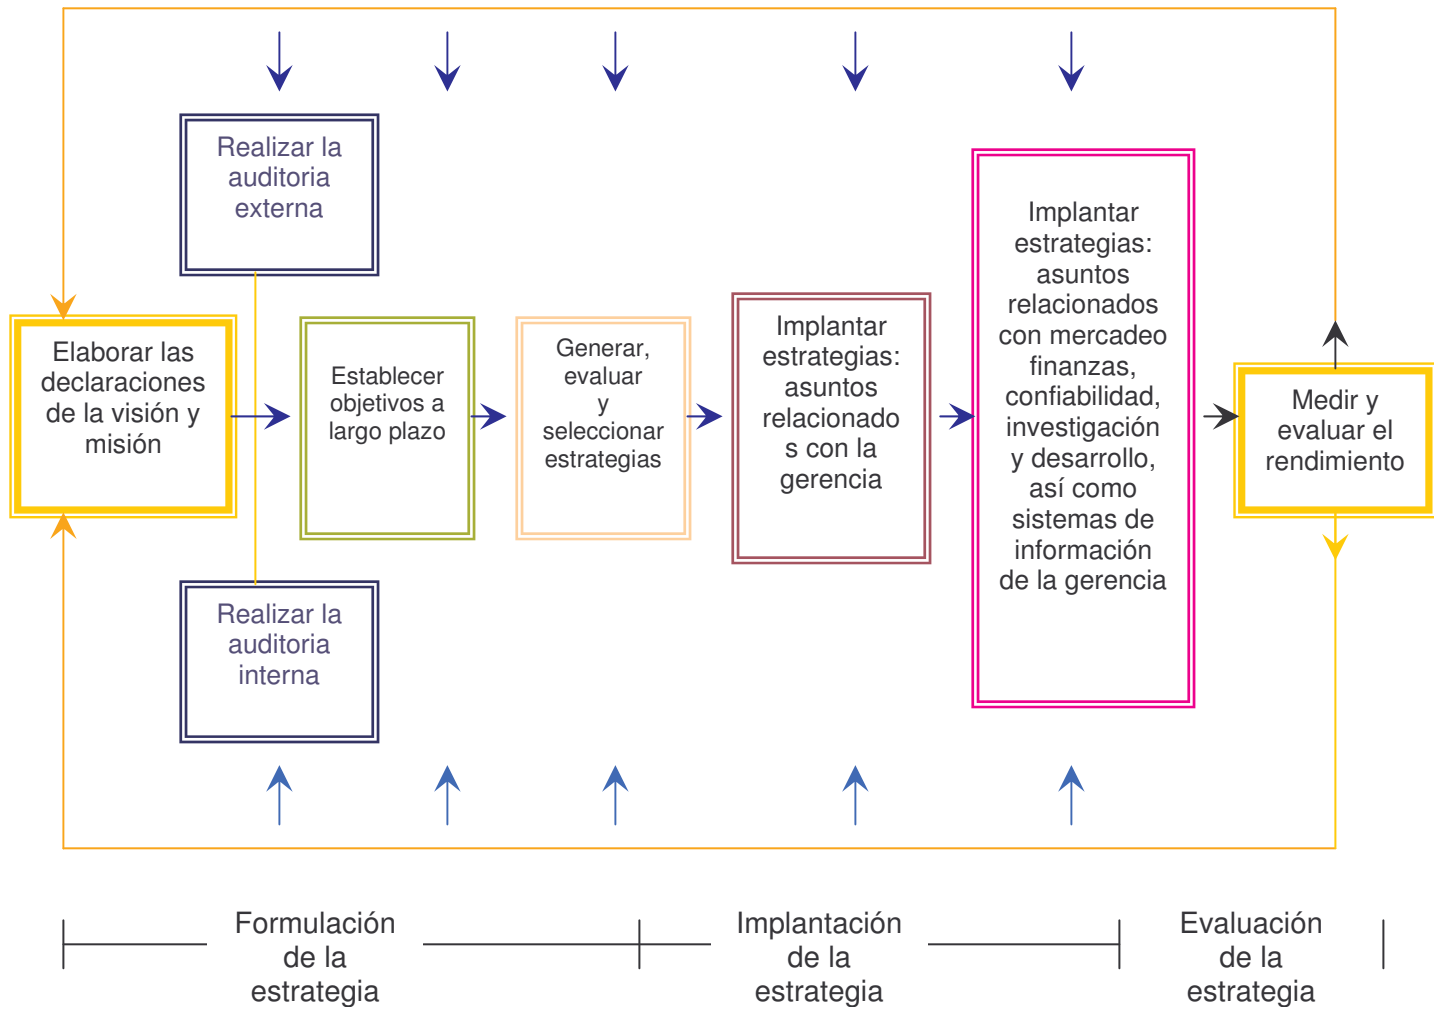 Realizar la
auditoria
externa
Elaborar las
declaraciones
de la visión y
misión
Establecer
objetivos a
largo plazo
Generar,
evaluar
y
seleccionar
estrategias
Implantar
estrategias:
asuntos
relacionado
s con la
gerencia
Implantar
estrategias:
asuntos
relacionados
con mercadeo
finanzas,
confiabilidad,
investigación
y desarrollo,
así como
sistemas de
información
de la gerencia
Medir y
evaluar el
rendimiento
Realizar la
auditoria
interna
Formulación
de la
estrategia
Implantación
de la
estrategia
Evaluación
de la
estrategia